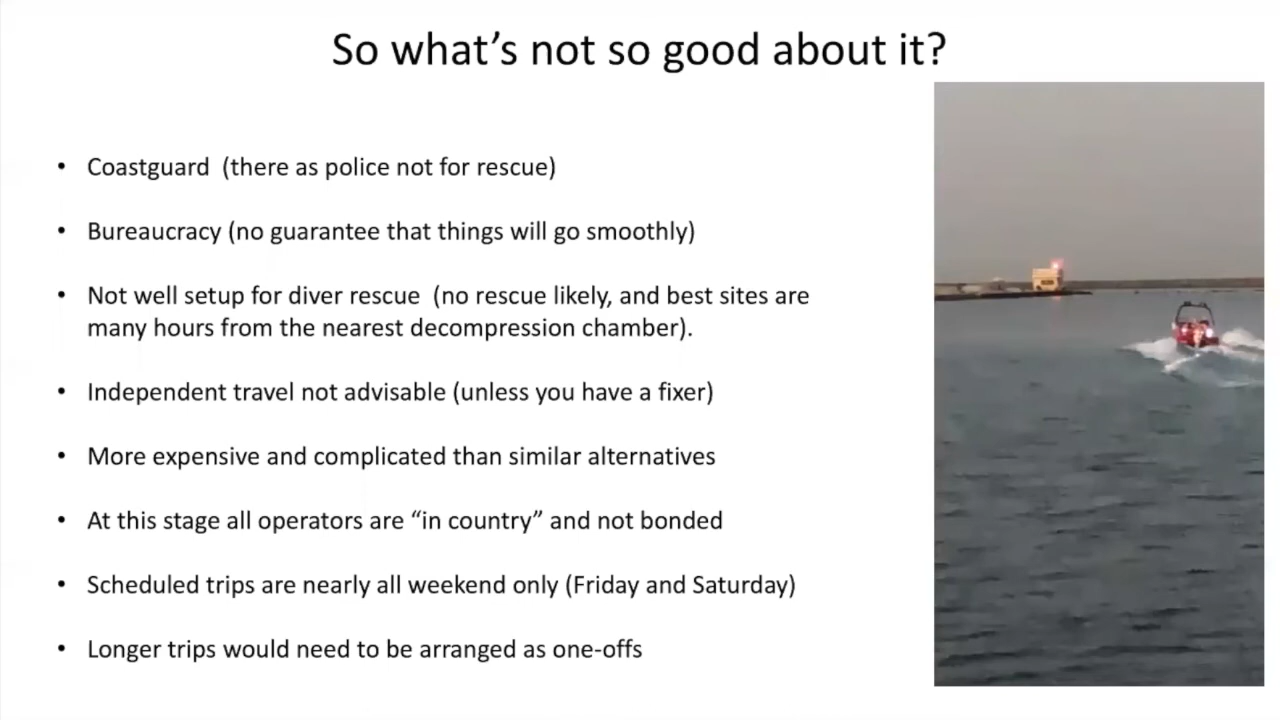 So what’s not so good about it?
• Coastguard  (there as police not for rescue)
• Bureaucracy (no guarantee that things will go smoothly)
• Not well setup for diver rescue  (no rescue likely, and best sites are
many hours from the nearest decompression chamber).
• Independent travel not advisable (unless you have a fixer)
• More expensive and complicated than similar alternatives
• At this stage all operators are “in country” and not bonded
• Scheduled trips are nearly all weekend only (Friday and Saturday)
• Longer trips would need to be arranged as one-offs